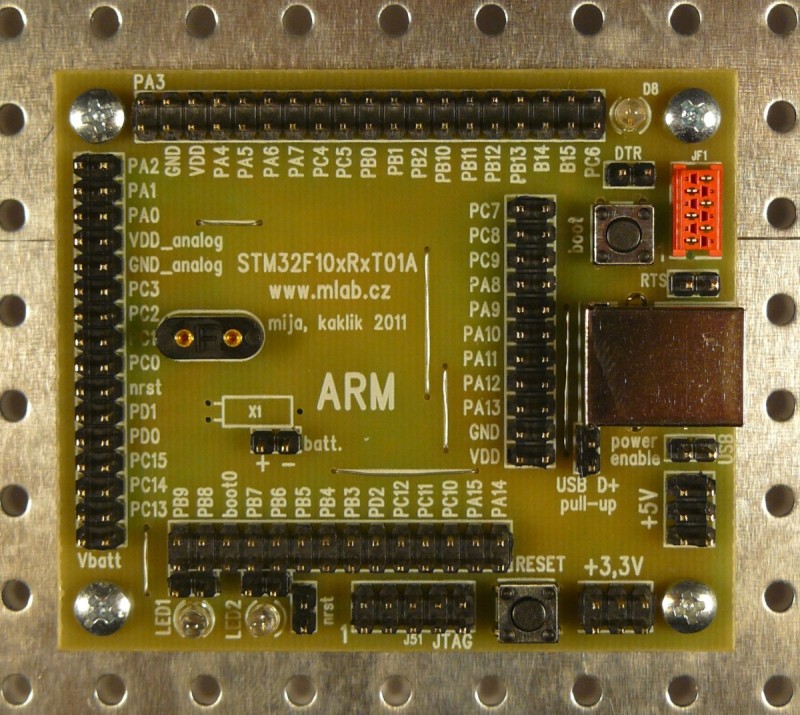 PA3
D8
GND
VDD
PA4
PA5
PA6
PA7
PC4
PC5
PB0
PB1
PB2
PB10
PB11
PB12
PB13
B14
B15
PC6
DTR
JF1
PA2
PA1
PA0
VDD_analog
GND_analog
PC3
PC2
C1
PC0
nrst
PD1
PD0
PC15
PC14
PC13
Vbatt
STM32F10xRxT01A
www.mlab.cz
mija, kaklik 2011
ARM
X1
batt.
+ -
PC7
PC8
PC9
PA8
PA9
PA10
PA11
PA12
PA13
GND
VDD
boot
1
RTS
power
enable
USB
USB D+
pull-up
+5V
PB9
PB8
boot0
PB7
PB6
PB5
PB4
PB3
PD2
PC12
PC11
PC10
PA15
PA14
RESET
+3,3V
LED1
LED2
nrst
1
J51
JTAG